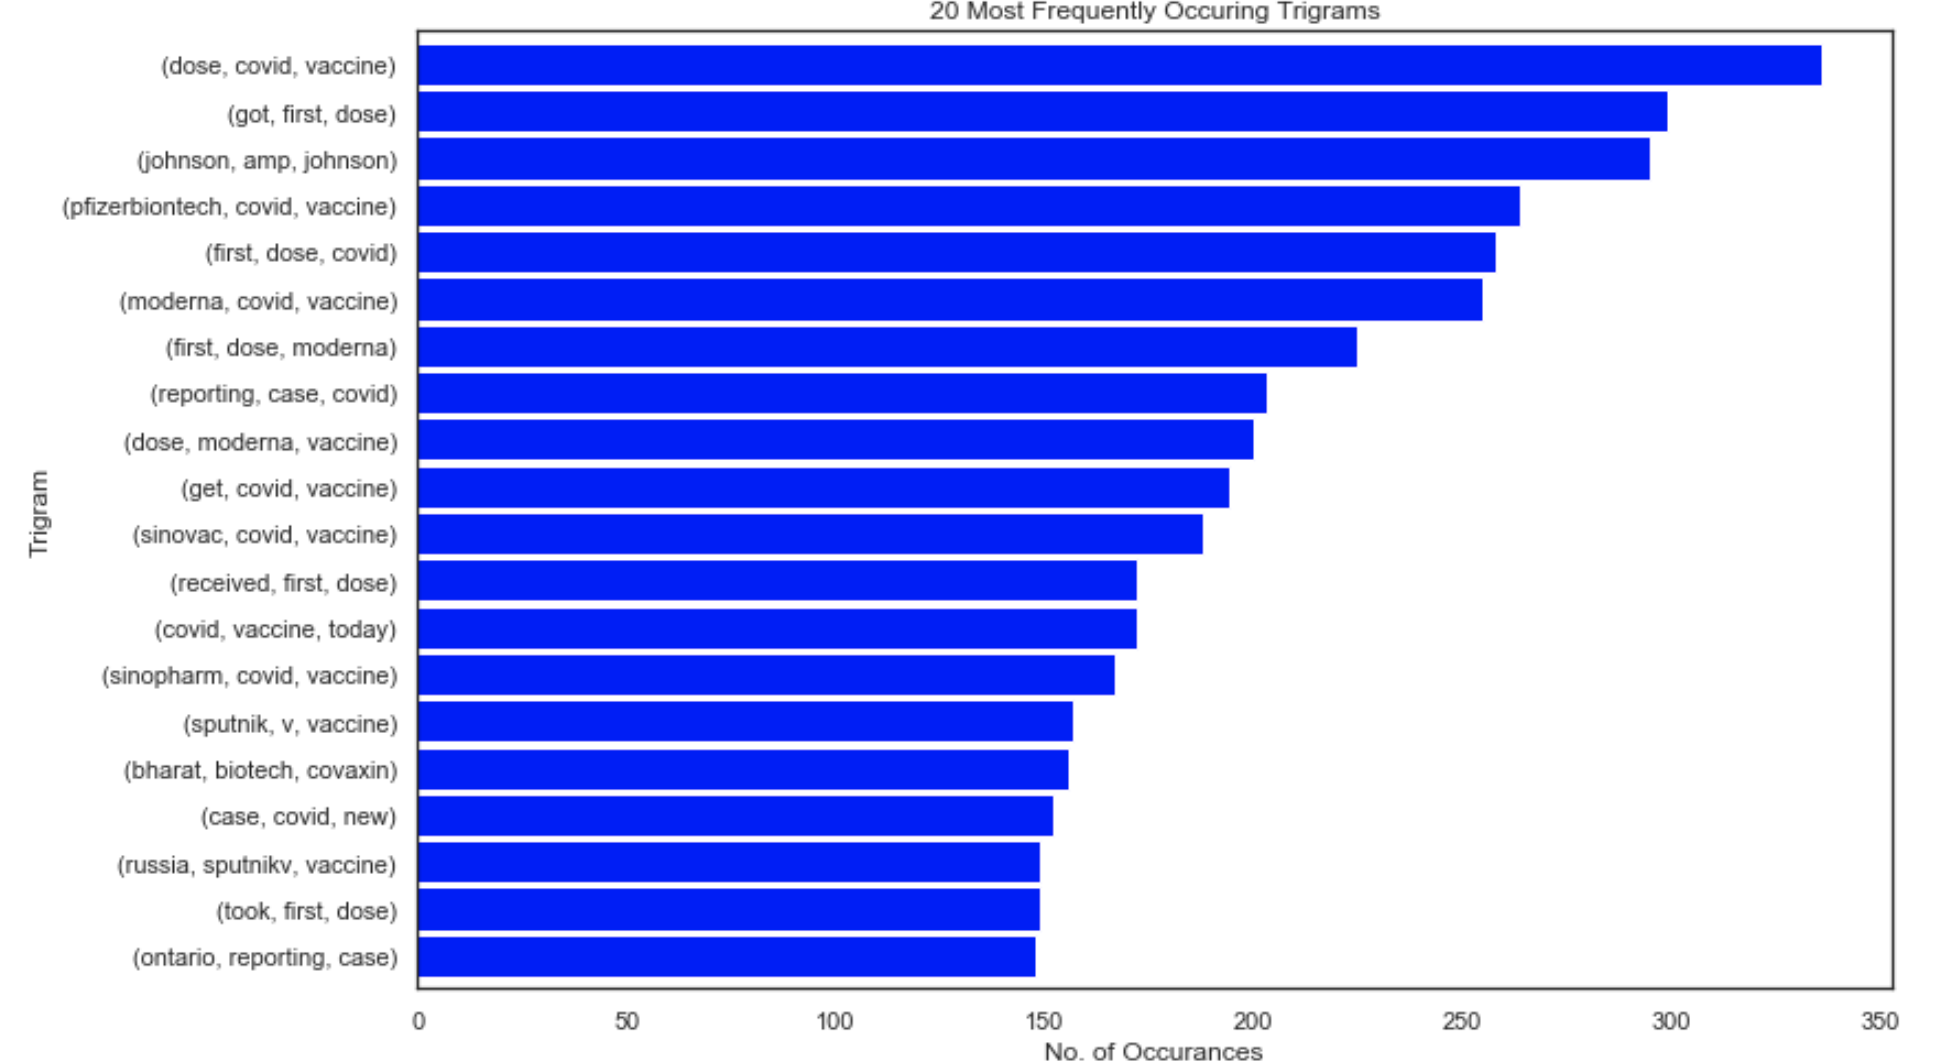 20 Most Frequently Occuring Trigrams
(dose, covid, vaccine)
(got, first, dose)
(johnson, amp, johnson)
(pfizerbiontech, covid, vaccine)
(first, dose, covid)
(moderna, covid, vaccine)
(first, dose, moderna)
(reporting, case, covid)
(dose, moderna, vaccine)
(get, covid, vaccine)
(sinovac, covid, vaccine)
(received, first, dose)
(covid, vaccine, today)
(sinopharm, covid, vaccine)
(sputnik, v, vaccine)
(bharat, biotech, covaxin)
(case, covid, new)
(russia, sputnikv, vaccine)
(took, first, dose)
(ontario, reporting, case)
Trigram
0 50 100 150 200 250 300 350
No. of Occurances